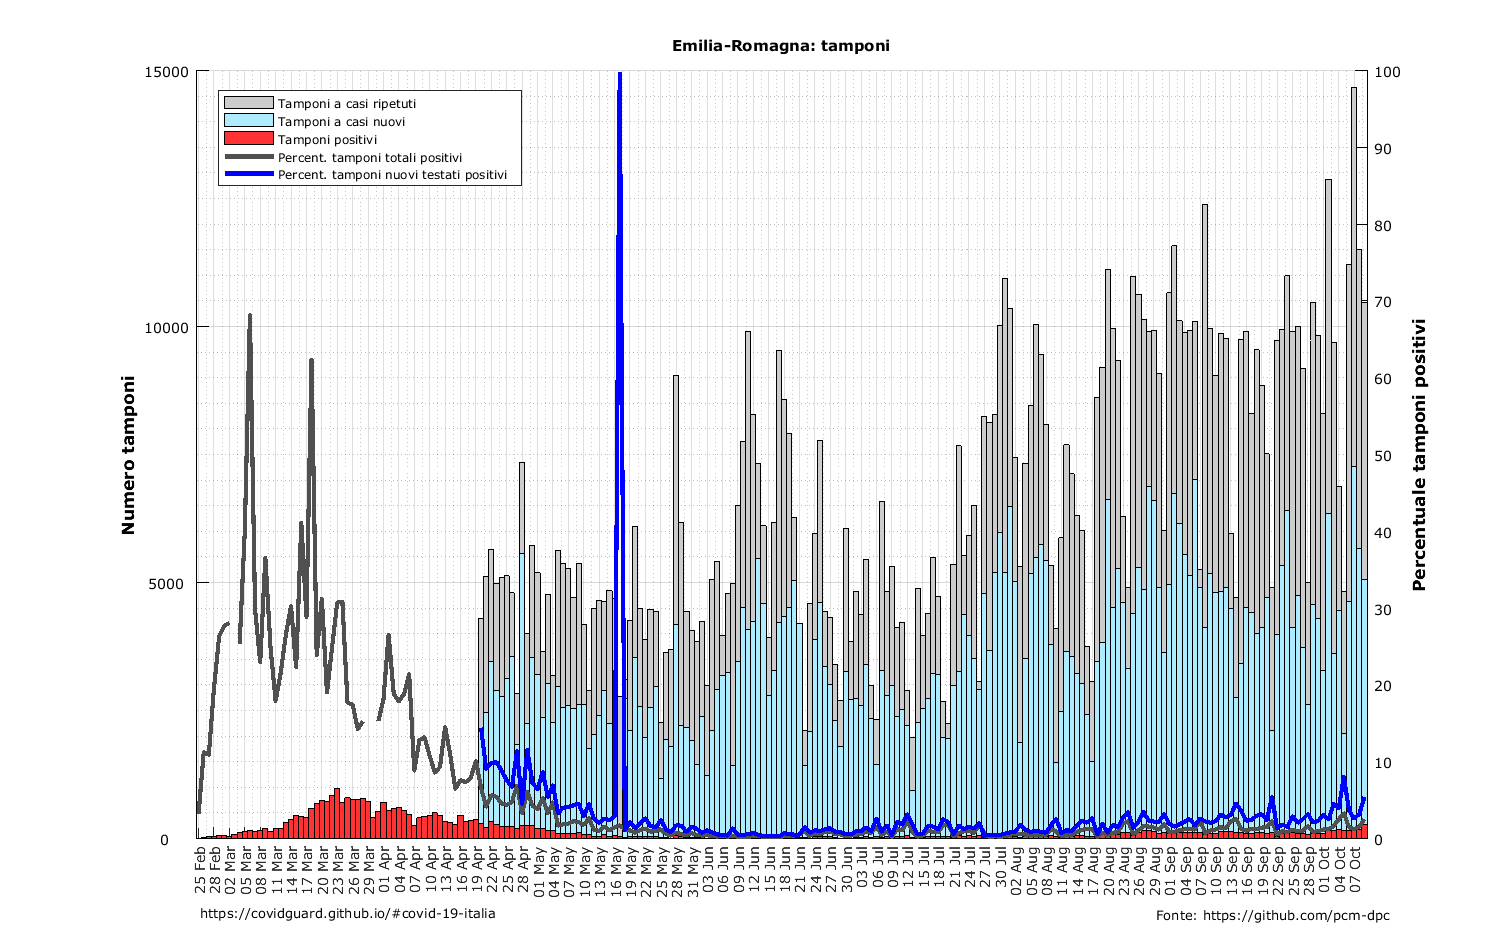 Emilia-Romagna: tamponi
15000
10000
5000
0
Numero tamponi
Tamponi a casi ripetuti
Tamponi a casi nuovi
Tamponi positivi
Percent. tamponi totali positivi
Percent. tamponi nuovi testati positivi
100
90
80
70
60
50
40
30
20
10
0
Percentuale tamponi positivi
25 Feb
28 Feb
02 Mar
05 Mar
08 Mar
11 Mar
14 Mar
17 Mar
20 Mar
23 Mar
26 Mar
29 Mar
01 Apr
04 Apr
07 Apr
10 Apr
13 Apr
16 Apr
19 Apr
22 Apr
25 Apr
28 Apr
01 May
04 May
07 May
10 May
13 May
16 May
19 May
22 May
25 May
28 May
31 May
03 Jun
06 Jun
09 Jun
12 Jun
15 Jun
18 Jun
21 Jun
24 Jun
27 Jun
30 Jun
03 Jul
06 Jul
09 Jul
12 Jul
15 Jul
18 Jul
21 Jul
24 Jul
27 Jul
30 Jul
02 Aug
05 Aug
08 Aug
11 Aug
14 Aug
17 Aug
20 Aug
23 Aug
26 Aug
29 Aug
01 Sep
04 Sep
07 Sep
10 Sep
13 Sep
16 Sep
19 Sep
22 Sep
25 Sep
28 Sep
01 Oct
04 Oct
07 Oct
https://covidguard.github.io/#covid-19-italia
Fonte: https://github.com/pcm-dpc